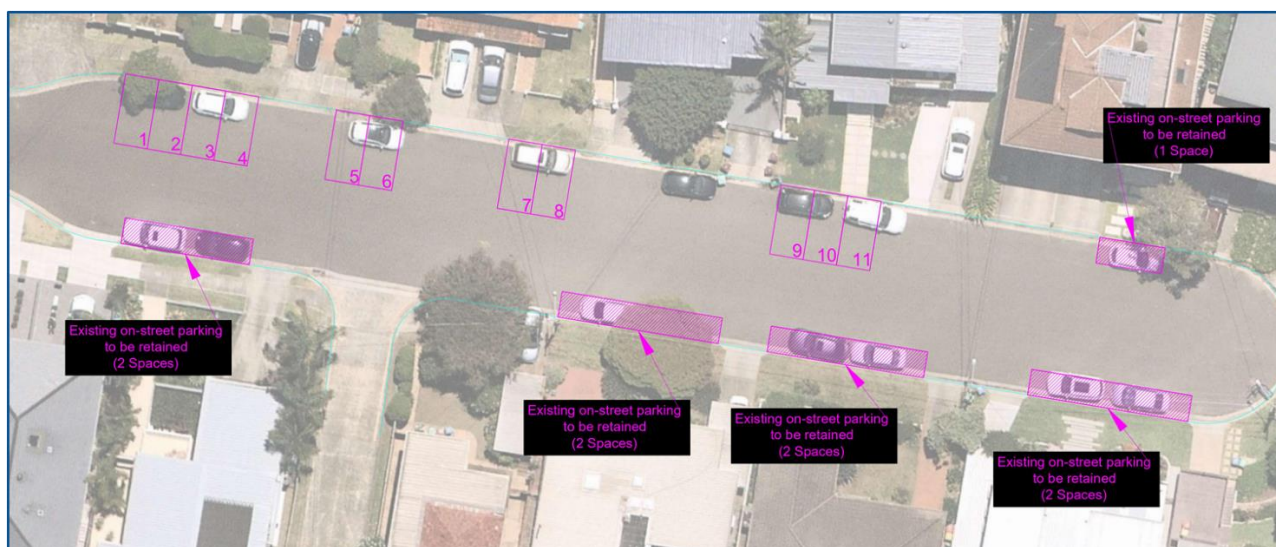 Existing on-street parking
to be retained
(1 Space)
1
2
3
4
5
6
7
8
9
10
11
Existing on-street parking
to be retained
(2 Spaces)
Existing on-street parking
to be retained
(2 Spaces)
Existing on-street parking
to be retained
(2 Spaces)
Existing on-street parking
to be retained
(2 Spaces)